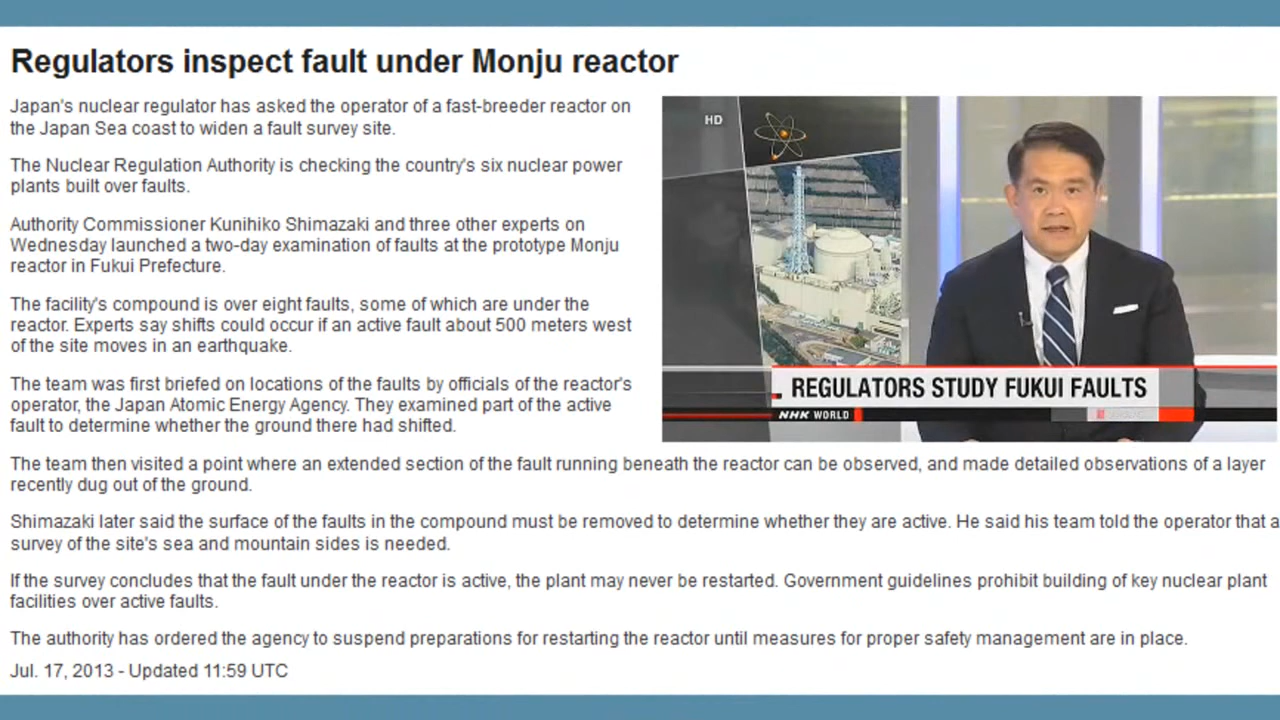 Regulators inspect fault under Monju reactor
Japan's nuclear regulator has asked the operator of a fast-breeder reactor on
the Japan Sea coast to widen a fault survey site.
The Nuclear Regulation Authority is checking the country's six nuclear power
plants built over faults.
Authority Commissioner Kunihiko Shimazaki and three other experts on
Wednesday launched a two-day examination of faults at the prototype Monju
reactor in Fukui Prefecture.
The facility's compound is over eight faults, some of which are under the
reactor. Experts say shifts could occur if an active fault about 500 meters west
of the site moves in an earthquake.
The team was first briefed on locations of the faults by officials of the reactor's
operator, the Japan Atomic Energy Agency. They examined part of the active
fault to determine whether the ground there had shifted.
HD
REGULATORS STUDY FUKUI FAULTS
NHK WORLD
The team then visited a point where an extended section of the fault running beneath the reactor can be observed, and made detailed observations of a layer
recently dug out of the ground.
Shimazaki later said the surface of the faults in the compound must be removed to determine whether they are active. He said his team told the operator that a
survey of the site's sea and mountain sides is needed.
If the survey concludes that the fault under the reactor is active, the plant may never be restarted. Government guidelines prohibit building of key nuclear plant
facilities over active faults.
The authority has ordered the agency to suspend preparations for restarting the reactor until measures for proper safety management are in place.
Jul. 17, 2013 - Updated 11:59 UTC